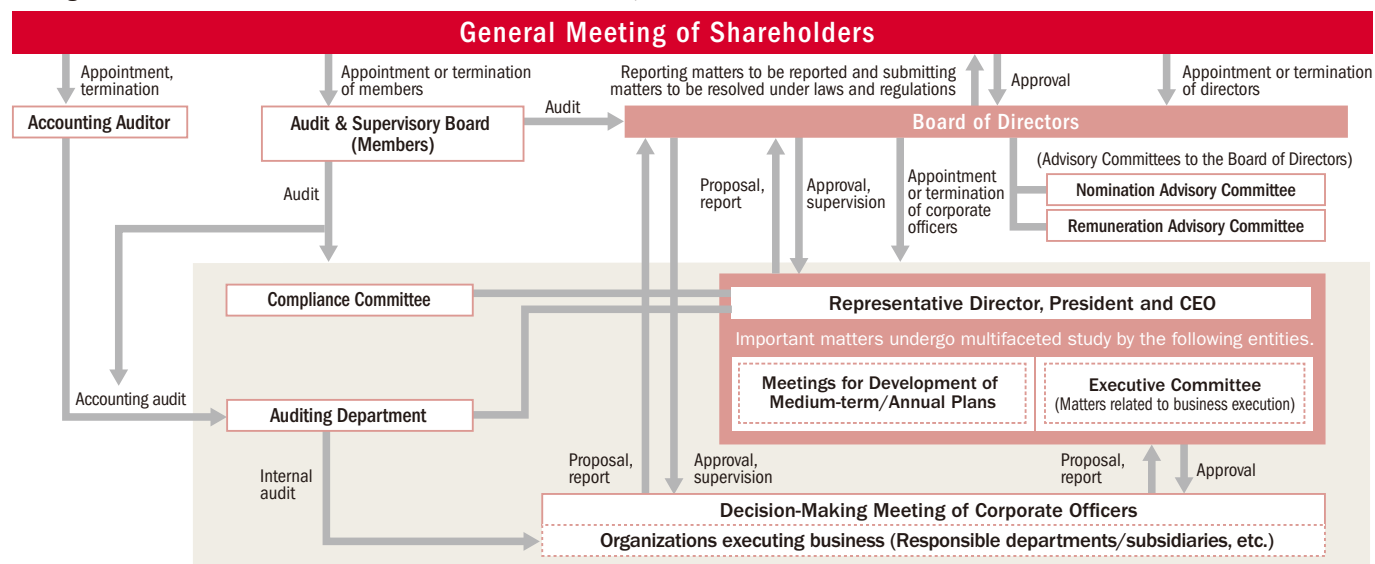 General Meeting of Shareholders
Appointment,
termination
Appointment or termination
of members
Reporting matters to be reported and submitting
matters to be resolved under laws and regulations
Approval
Appointment or termination
of directors
Accounting Auditor
Audit & Supervisory Board
(Members)
Audit
Board of Directors
Audit
Proposal,
report
Approval,
supervision
Appointment
or termination
of corporate
officers
(Advisory Committees to the Board of Directors)
Nomination Advisory Committee
Remuneration Advisory Committee
Compliance Committee
Representative Director, President and CEO
Important matters undergo multifaceted study by the following entities.
Meetings for Development of
Medium-term/Annual Plans
Executive Committee
(Matters related to business execution)
Accounting audit
Auditing Department
Internal
audit
Proposal,
report
Approval,
supervision
Proposal,
report
Approval
Decision-Making Meeting of Corporate Officers
Organizations executing business (Responsible departments/subsidiaries, etc.)